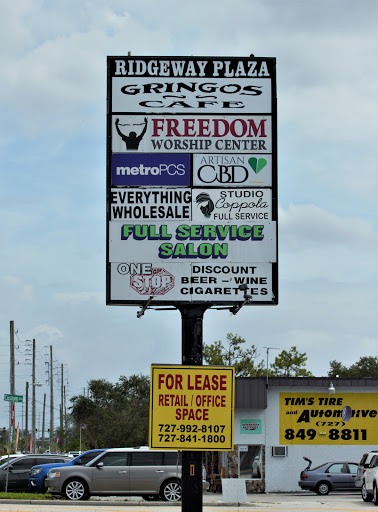 RIDGEWAY PLAZA
GRINGOS
CAFE
FREEDOM
WORSHIP CENTER
metroPCS
ARTISAN
CBD
EVERYTHING
WHOLESALE
STUDIO
Coppola
FULL SERVICE
FULL SERVICE
SALON
ONE
STOP
DISCOUNT
BEER - WINE
CIGARETTES
FOR LEASE
RETAIL / OFFICE
SPACE
727-992-8107
727-841-1800
TIM'S TIRE
and AutomOtive
(727)
849-8811